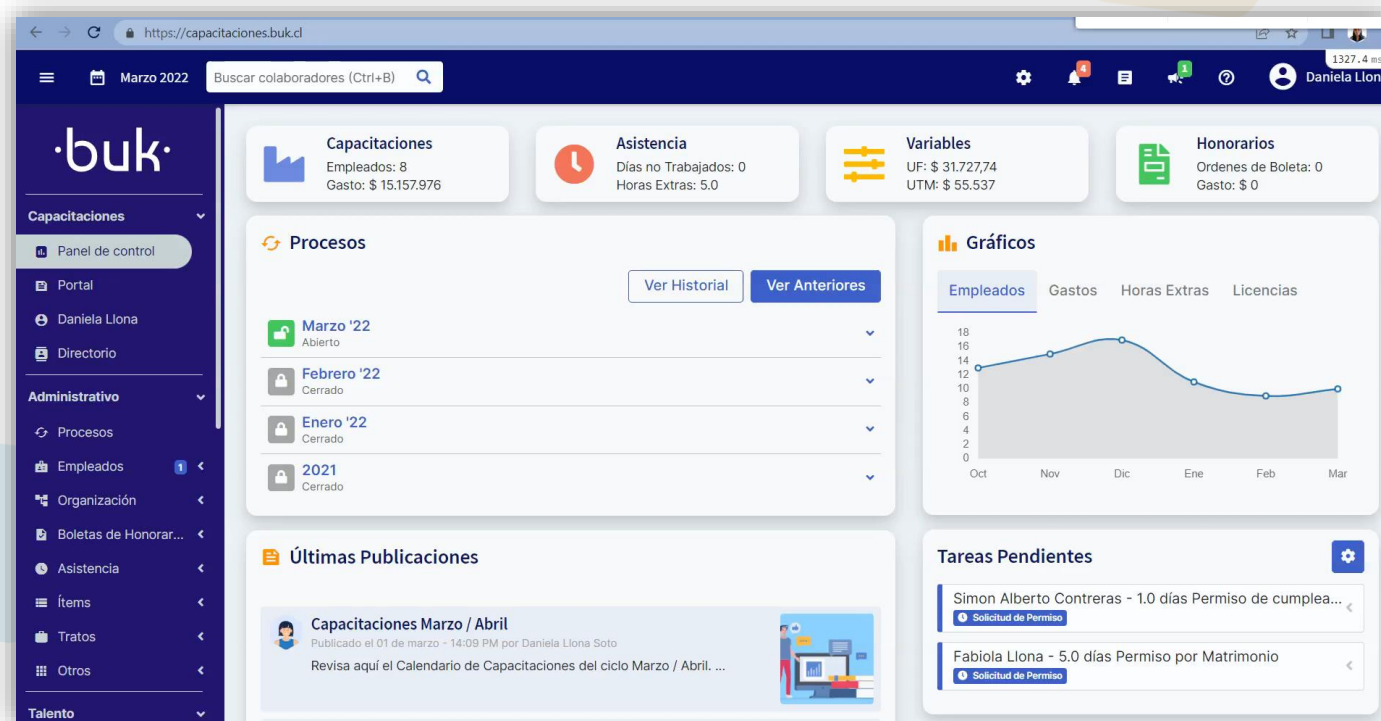 https://capacitaciones.buk.cl
1327.4 ms
Marzo 2022
Buscar colaboradores (Ctrl+B)
4
1
Daniela Llon
·buk·
Capacitaciones
Panel de control
Portal
Daniela Llona
Directorio
Administrativo
Procesos
Empleados 1
Organización
Boletas de Honorar...
Asistencia
Ítems
Tratos
Otros
Talento
Capacitaciones
Empleados: 8
Gasto: $ 15.157.976
Asistencia
Días no Trabajados: 0
Horas Extras: 5.0
Variables
UF: $ 31.727,74
UTM: $ 55.537
Honorarios
Ordenes de Boleta: 0
Gasto: $ 0
Procesos
Ver Historial
Ver Anteriores
Marzo '22
Abierto
Febrero '22
Cerrado
Enero '22
Cerrado
2021
Cerrado
Gráficos
Empleados Gastos Horas Extras Licencias
18
16
14
12
10
8
6
4
2
0
Oct Nov Dic Ene Feb Mar
Últimas Publicaciones
Capacitaciones Marzo / Abril
Publicado el 01 de marzo - 14:09 PM por Daniela Llona Soto
Revisa aquí el Calendario de Capacitaciones del ciclo Marzo / Abril. ...
Tareas Pendientes
Simon Alberto Contreras - 1.0 días Permiso de cumplea...
Solicitud de Permiso
Fabiola Llona - 5.0 días Permiso por Matrimonio
Solicitud de Permiso